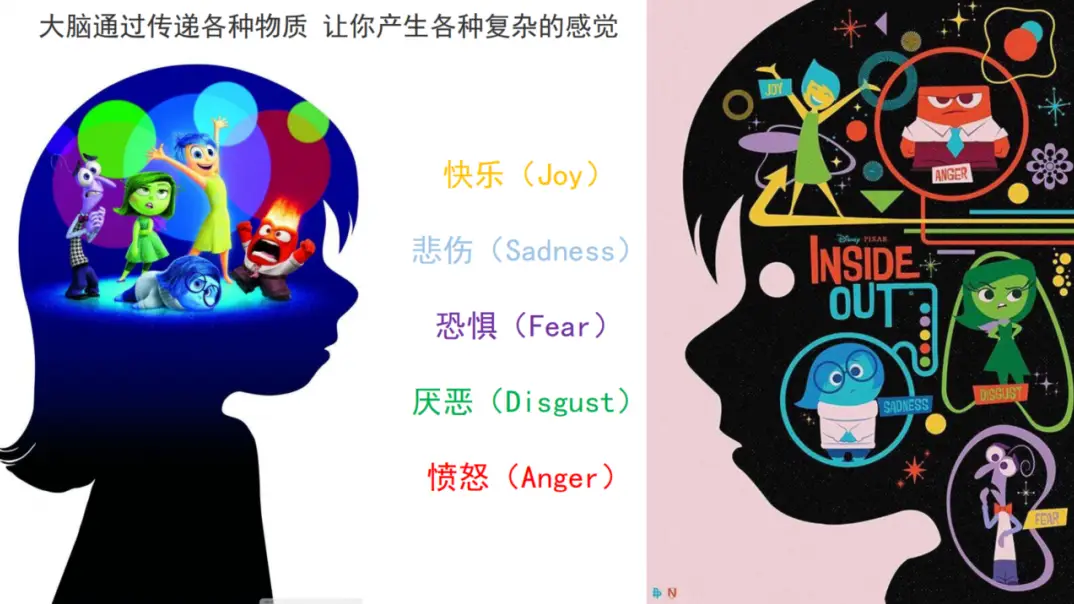 大脑通过传递各种物质 让你产生各种复杂的感觉
快乐（Joy）
悲伤（Sadness）
恐惧（Fear）
厌恶（Disgust）
愤怒（Anger）
JOY
ANGER
Disney PIXAR
INSIDE
OUT
DISGUST
SADNESS
FEAR